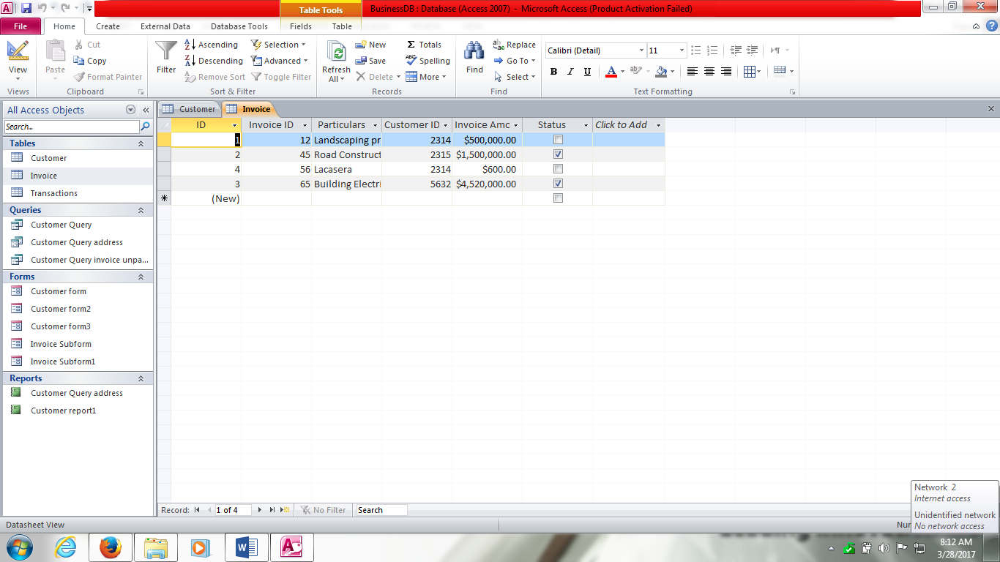 BusinessDB : Database (Access 2007) - Microsoft Access (Product Activation Failed)
Table Tools
File Home Create External Data Database Tools Fields Table
View
Views
Paste
Cut
Copy
Format Painter
Clipboard
Filter
Ascending
Descending
Remove Sort
Selection
Advanced
Toggle Filter
Sort & Filter
Refresh
All
New
Save
Delete
Totals
Spelling
More
Records
Find
Replace
Go To
Select
Find
Calibri (Detail) 11
B I U A ab
Text Formatting
All Access Objects
Search...
Tables
Customer
Invoice
Transactions
Queries
Customer Query
Customer Query address
Customer Query invoice unpa...
Forms
Customer form
Customer form2
Customer form3
Invoice Subform
Invoice Subform1
Reports
Customer Query address
Customer report1
Customer Invoice
ID Invoice ID Particulars Customer ID Invoice Amo Status Click to Add
1 12 Landscaping pr 2314 $500,000.00
2 45 Road Construct 2315 $1,500,000.00
4 56 Lacasera 2314 $600.00
3 65 Building Electri 5632 $4,520,000.00
(New)
Record: 1 of 4 No Filter Search
Datasheet View
Network 2
Internet access
Unidentified network
No network access
8:12 AM
3/28/2017